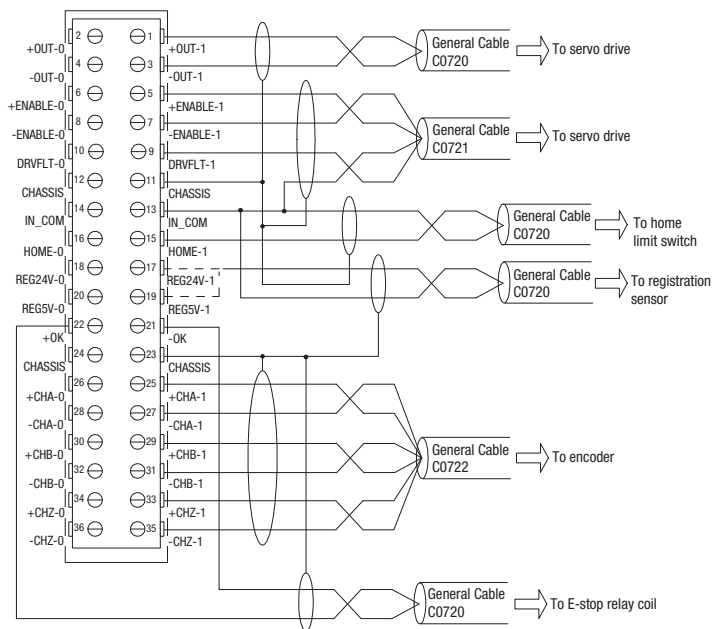 2 1
+OUT-0 +OUT-1
4 3
-OUT-0 -OUT-1
6 5
+ENABLE-0 +ENABLE-1
8 7
-ENABLE-0 -ENABLE-1
10 9
DRVFLT-0 DRVFLT-1
12 11
CHASSIS CHASSIS
14 13
IN_COM IN_COM
16 15
HOME-0 HOME-1
18 17
REG24V-0 REG24V-1
20 19
REG5V-0 REG5V-1
22 21
+OK -OK
24 23
CHASSIS CHASSIS
26 25
+CHA-0 +CHA-1
28 27
-CHA-0 -CHA-1
30 29
+CHB-0 +CHB-1
32 31
-CHB-0 -CHB-1
34 33
+CHZ-0 +CHZ-1
36 35
-CHZ-0 -CHZ-1
General Cable
C0720
To servo drive
General Cable
C0721
To servo drive
General Cable
C0720
To home
limit switch
General Cable
C0720
To registration
sensor
General Cable
C0722
To encoder
General Cable
C0720
To E-stop relay coil